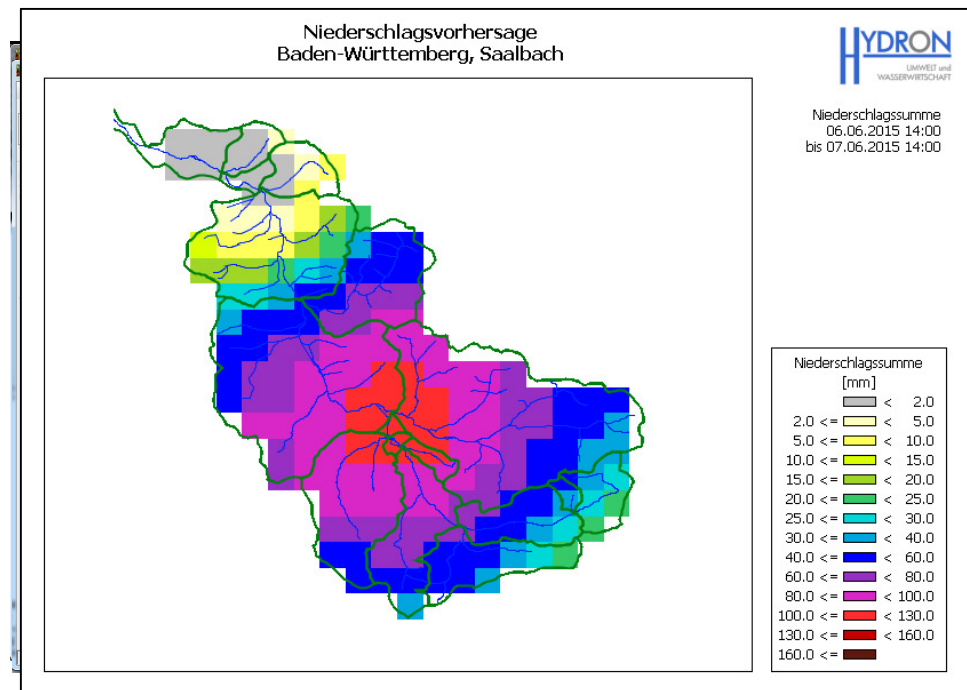 Niederschlagsvorhersage
Baden-Württemberg, Saalbach
HYDRON
UMWELT und
WASSERWIRTSCHAFT
Niederschlagssumme
06.06.2015 14:00
bis 07.06.2015 14:00
Niederschlagssumme
[mm]
< 2.0
2.0 <= < 5.0
5.0 <= < 10.0
10.0 <= < 15.0
15.0 <= < 20.0
20.0 <= < 25.0
25.0 <= < 30.0
30.0 <= < 40.0
40.0 <= < 60.0
60.0 <= < 80.0
80.0 <= < 100.0
100.0 <= < 130.0
130.0 <= < 160.0
160.0 <=